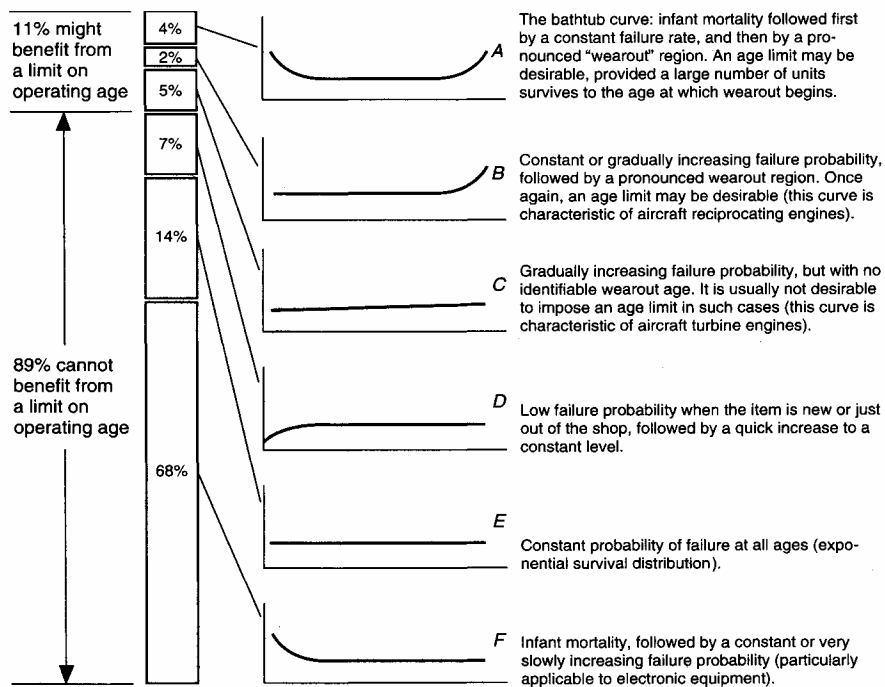 11% might
benefit from
a limit on
operating age
89% cannot
benefit from
a limit on
operating age
4%
2%
5%
7%
14%
68%
A
The bathtub curve: infant mortality followed first
by a constant failure rate, and then by a pro-
nounced “wearout” region. An age limit may be
desirable, provided a large number of units
survives to the age at which wearout begins.
B
Constant or gradually increasing failure probability,
followed by a pronounced wearout region. Once
again, an age limit may be desirable (this curve is
characteristic of aircraft reciprocating engines).
C
Gradually increasing failure probability, but with no
identifiable wearout age. It is usually not desirable
to impose an age limit in such cases (this curve is
characteristic of aircraft turbine engines).
D
Low failure probability when the item is new or just
out of the shop, followed by a quick increase to a
constant level.
E
Constant probability of failure at all ages (expo-
nential survival distribution).
F
Infant mortality, followed by a constant or very
slowly increasing failure probability (particularly
applicable to electronic equipment).